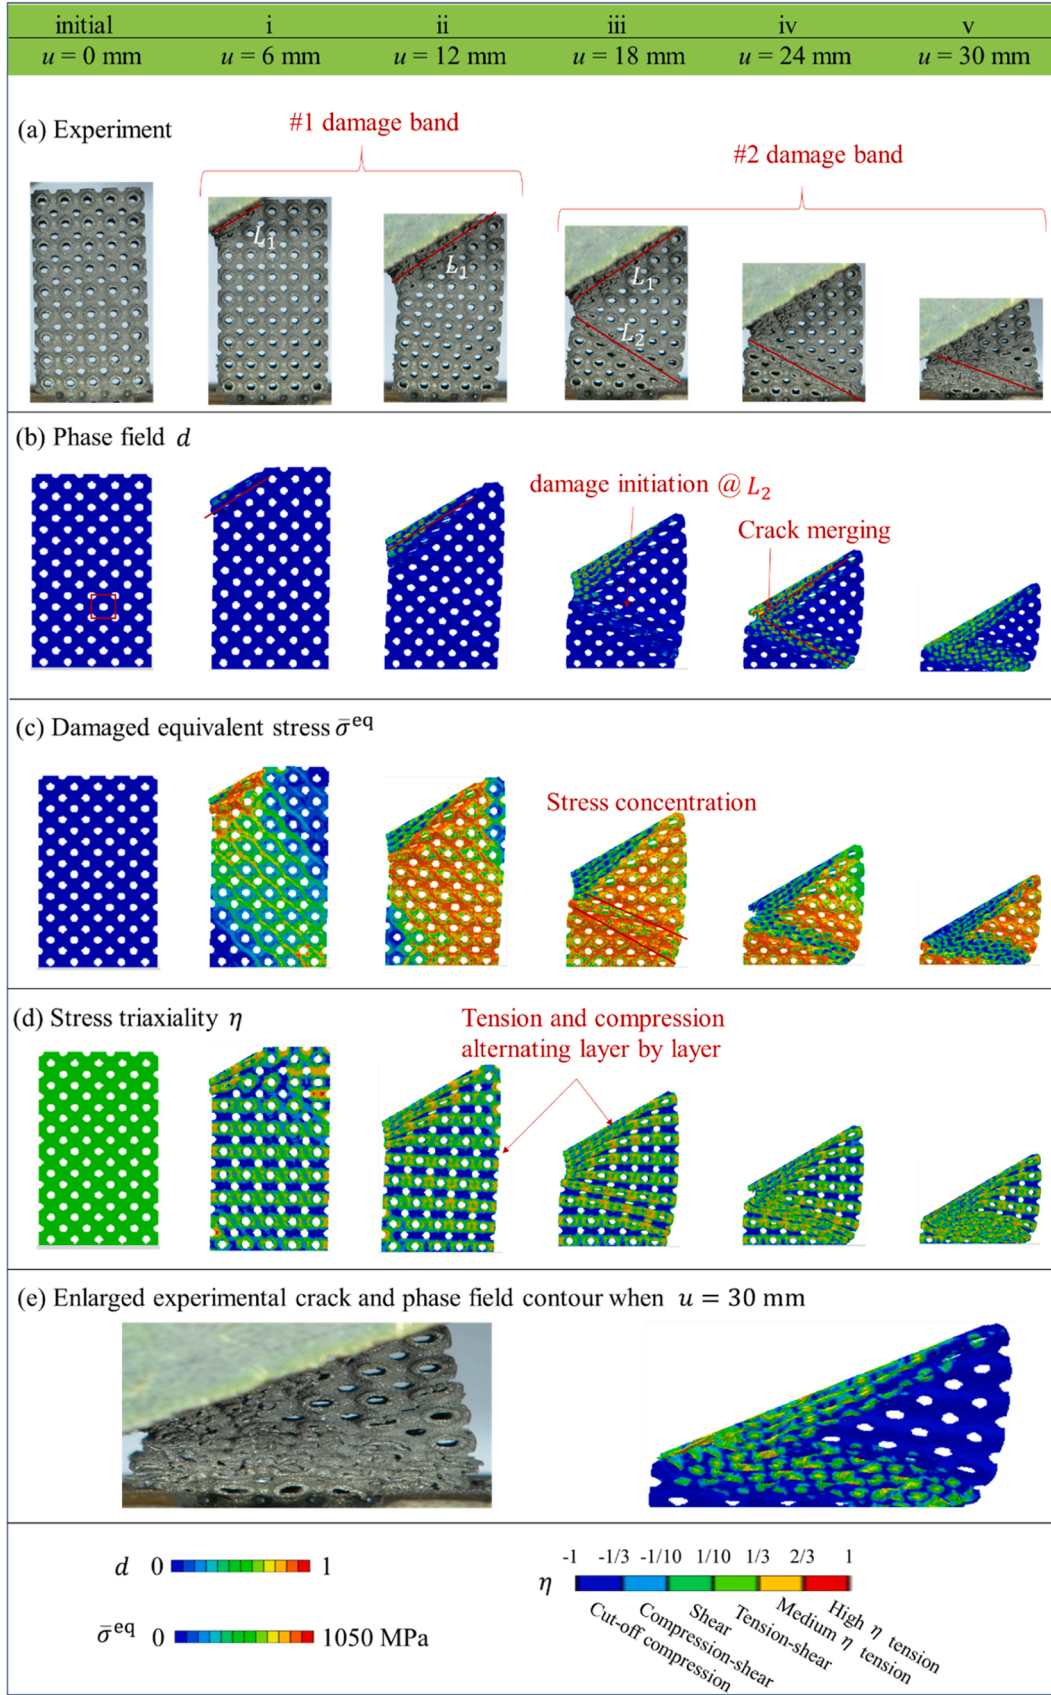 initial i ii iii iv v
u = 0 mm u = 6 mm u = 12 mm u = 18 mm u = 24 mm u = 30 mm
(a) Experiment
#1 damage band
#2 damage band
L1
L1
L1
L2
(b) Phase field d
damage initiation @ L2
Crack merging
(c) Damaged equivalent stress σ̄^eq
Stress concentration
(d) Stress triaxiality η
Tension and compression
alternating layer by layer
(e) Enlarged experimental crack and phase field contour when u = 30 mm
d 0 1
σ̄^eq 0 1050 MPa
-1 -1/3 -1/10 1/10 1/3 2/3 1
η
Cut-off compression
Compression-shear
Shear
Tension-shear
Medium η tension
High η tension